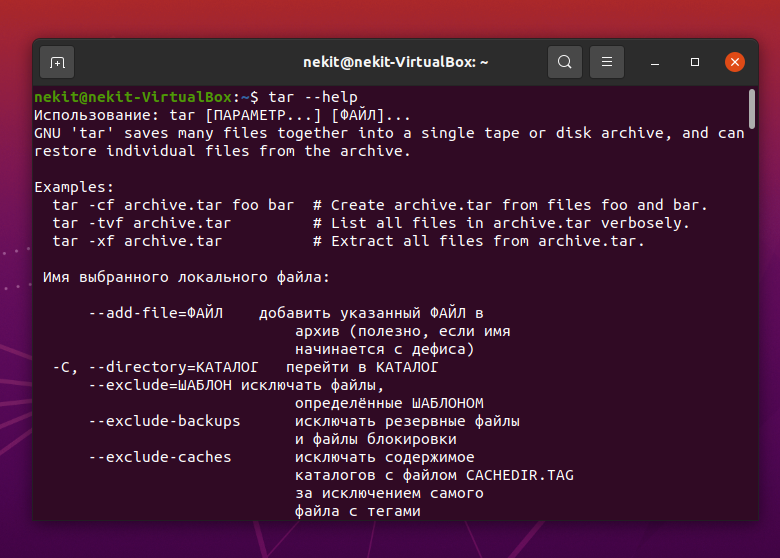 nekit@nekit-VirtualBox: ~
nekit@nekit-VirtualBox:~$ tar --help
Использование: tar [ПАРАМЕТР...] [ФАЙЛ]...
GNU 'tar' saves many files together into a single tape or disk archive, and can
restore individual files from the archive.

Examples:
  tar -cf archive.tar foo bar  # Create archive.tar from files foo and bar.
  tar -tvf archive.tar         # List all files in archive.tar verbosely.
  tar -xf archive.tar          # Extract all files from archive.tar.

 Имя выбранного локального файла:

      --add-file=ФАЙЛ    добавить указанный ФАЙЛ в
                             архив (полезно, если имя
                             начинается с дефиса)
  -C, --directory=КАТАЛОГ   перейти в КАТАЛОГ
      --exclude=ШАБЛОН исключать файлы,
                             определённые ШАБЛОНОМ
      --exclude-backups      исключать резервные файлы
                             и файлы блокировки
      --exclude-caches       исключать содержимое
                             каталогов с файлом CACHEDIR.TAG
                             за исключением самого
                             файла с тегами